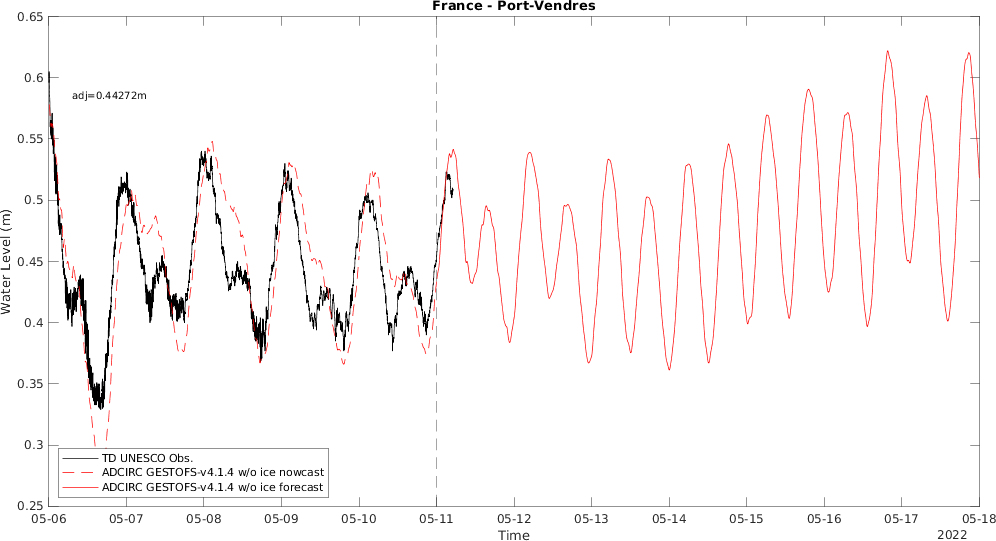 France - Port-Vendres
0.65
0.6
0.55
0.5
0.45
0.4
0.35
0.3
0.25
Water Level (m)
adj=0.44272m
TD UNESCO Obs.
ADCIRC GESTOFS-v4.1.4 w/o ice nowcast
ADCIRC GESTOFS-v4.1.4 w/o ice forecast
05-06 05-07 05-08 05-09 05-10 05-11 05-12 05-13 05-14 05-15 05-16 05-17 05-18
Time
2022